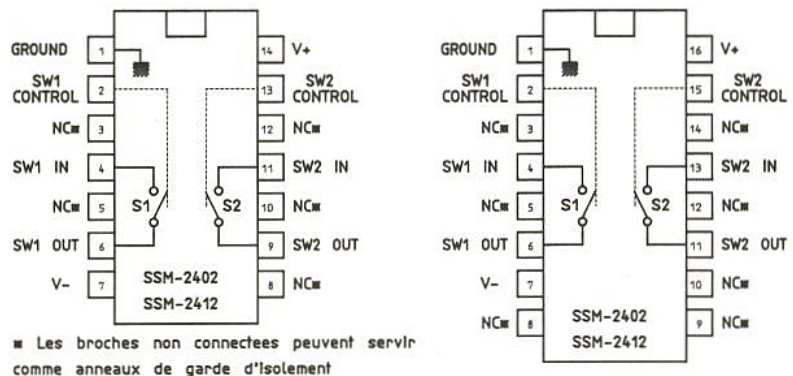 GROUND 1
14 V+
SW1 CONTROL 2
13 SW2 CONTROL
NC■ 3
12 NC■
SW1 IN 4
11 SW2 IN
NC■ 5
S1 S2
10 NC■
SW1 OUT 6
9 SW2 OUT
V- 7
8 NC■
SSM-2402
SSM-2412
■ Les broches non connectees peuvent servir
comme anneaux de garde d'isolement
GROUND 1
16 V+
SW1 CONTROL 2
15 SW2 CONTROL
NC■ 3
14 NC■
SW1 IN 4
13 SW2 IN
NC■ 5
S1 S2
12 NC■
SW1 OUT 6
11 SW2 OUT
V- 7
10 NC■
NC■ 8
9 NC■
SSM-2402
SSM-2412